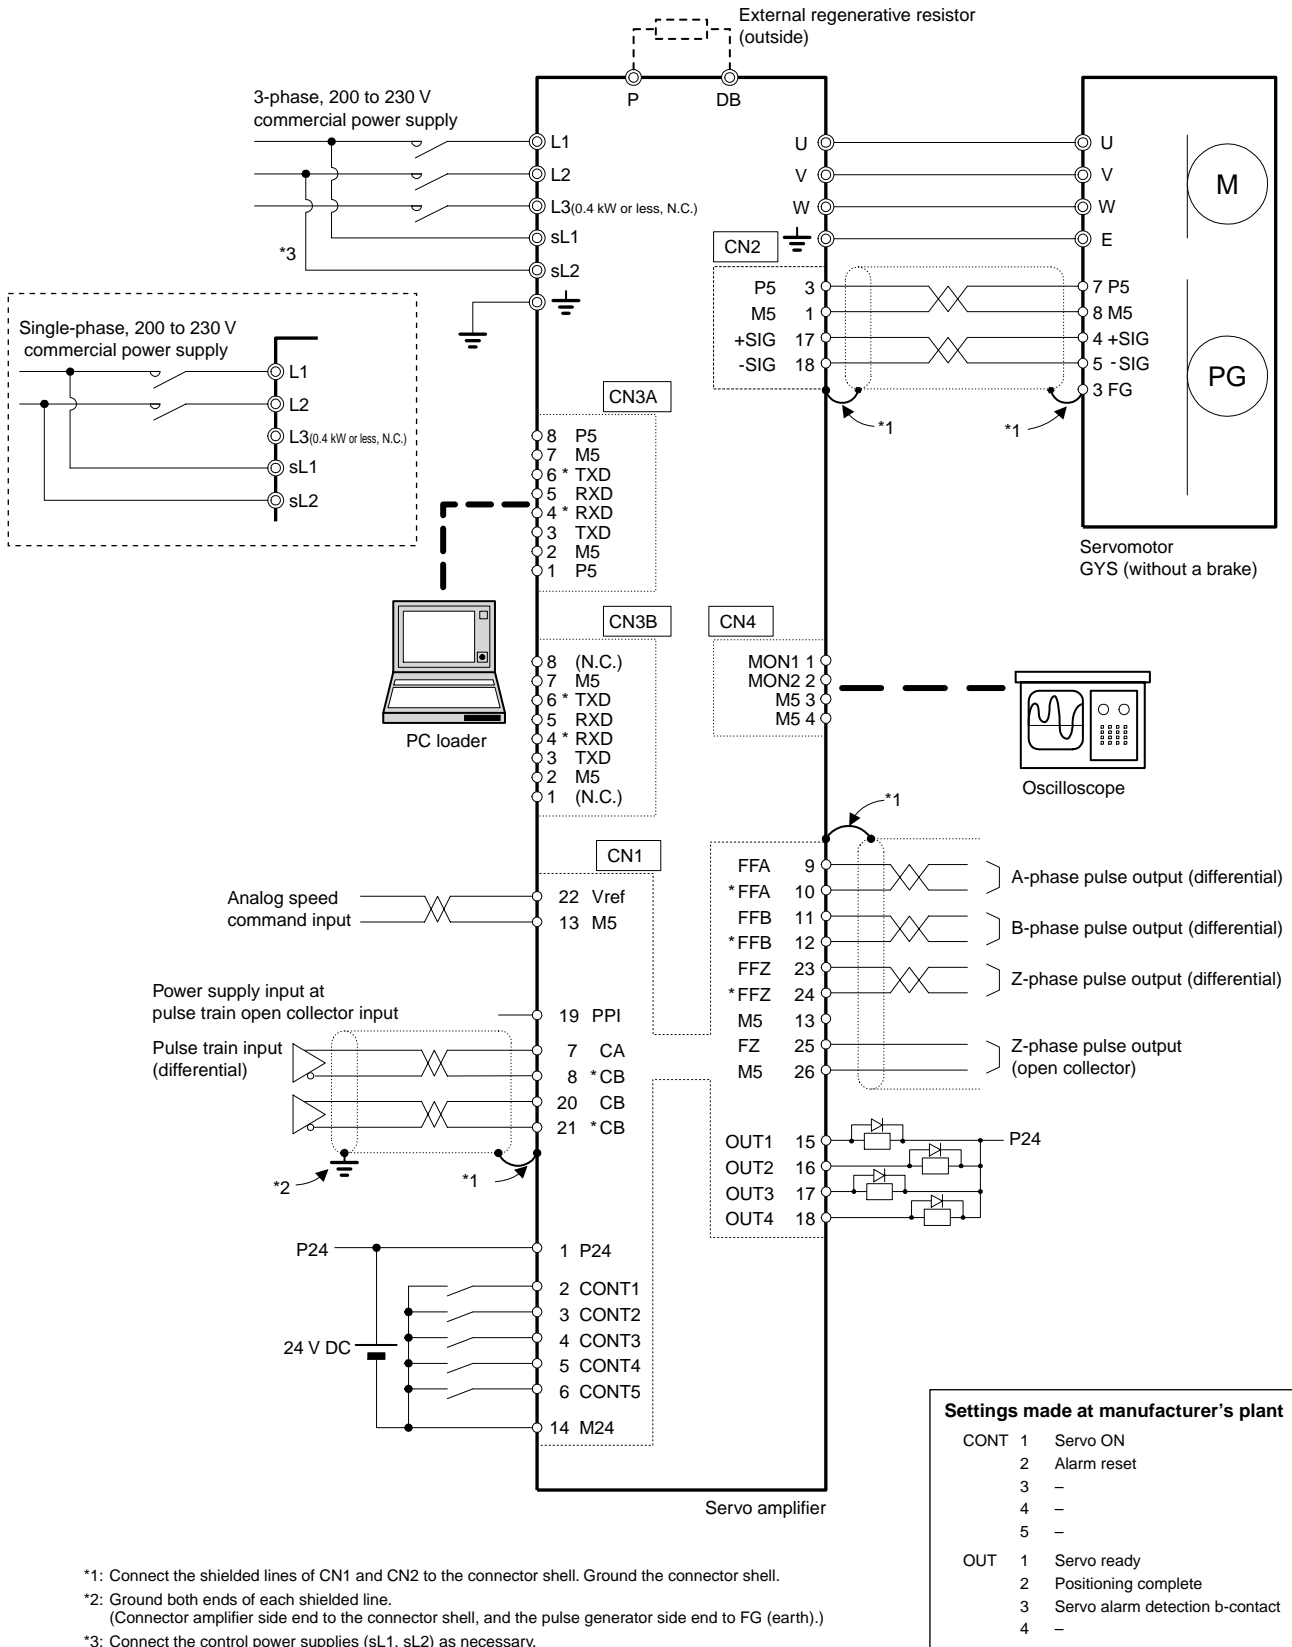 External regenerative resistor
(outside)
P DB
3-phase, 200 to 230 V
commercial power supply
L1
L2
L3(0.4 kW or less, N.C.)
sL1
sL2
*3
U
V
W
U
V
W
E
M
CN2
P5 3
M5 1
+SIG 17
-SIG 18
7 P5
8 M5
4 +SIG
5 -SIG
3 FG
PG
*1
*1
Servomotor
GYS (without a brake)
Single-phase, 200 to 230 V
commercial power supply
L1
L2
L3(0.4 kW or less, N.C.)
sL1
sL2
CN3A
8 P5
7 M5
6 * TXD
5 RXD
4 * RXD
3 TXD
2 M5
1 P5
PC loader
CN3B
8 (N.C.)
7 M5
6 * TXD
5 RXD
4 * RXD
3 TXD
2 M5
1 (N.C.)
CN4
MON1 1
MON2 2
M5 3
M5 4
Oscilloscope
*1
CN1
Analog speed
command input
22 Vref
13 M5
Power supply input at
pulse train open collector input
19 PPI
Pulse train input
(differential)
7 CA
8 *CB
20 CB
21 *CB
*2
*1
FFA 9
*FFA 10
FFB 11
*FFB 12
FFZ 23
*FFZ 24
M5 13
FZ 25
M5 26
A-phase pulse output (differential)
B-phase pulse output (differential)
Z-phase pulse output (differential)
Z-phase pulse output
(open collector)
OUT1 15
OUT2 16
OUT3 17
OUT4 18
P24
P24
1 P24
2 CONT1
3 CONT2
4 CONT3
5 CONT4
6 CONT5
14 M24
24 V DC
Servo amplifier
Settings made at manufacturer's plant
CONT 1 Servo ON
2 Alarm reset
3 –
4 –
5 –
OUT 1 Servo ready
2 Positioning complete
3 Servo alarm detection b-contact
4 –
*1: Connect the shielded lines of CN1 and CN2 to the connector shell. Ground the connector shell.
*2: Ground both ends of each shielded line.
(Connector amplifier side end to the connector shell, and the pulse generator side end to FG (earth).)
*3: Connect the control power supplies (sL1, sL2) as necessary.